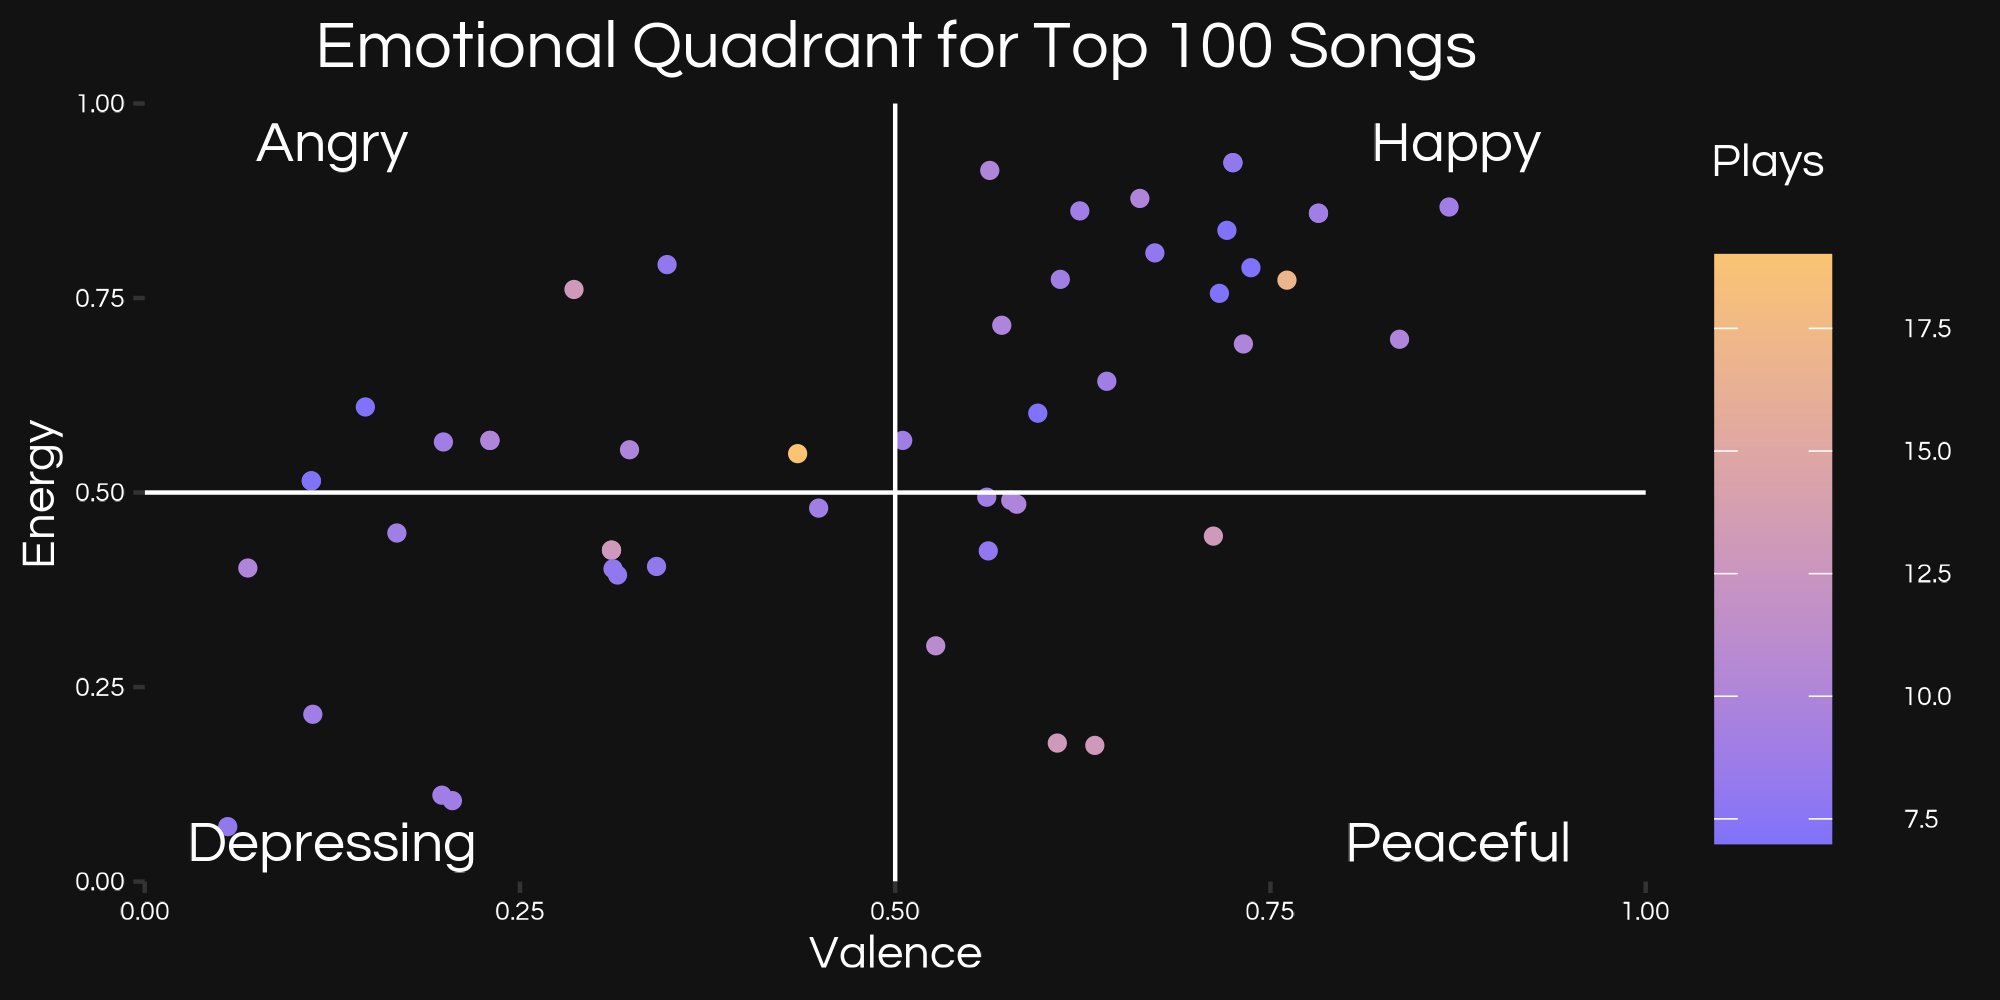 Emotional Quadrant for Top 100 Songs
Angry
Happy
Depressing
Peaceful
Energy
1.00
0.75
0.50
0.25
0.00
0.00
0.25
0.50
0.75
1.00
Valence
Plays
17.5
15.0
12.5
10.0
7.5